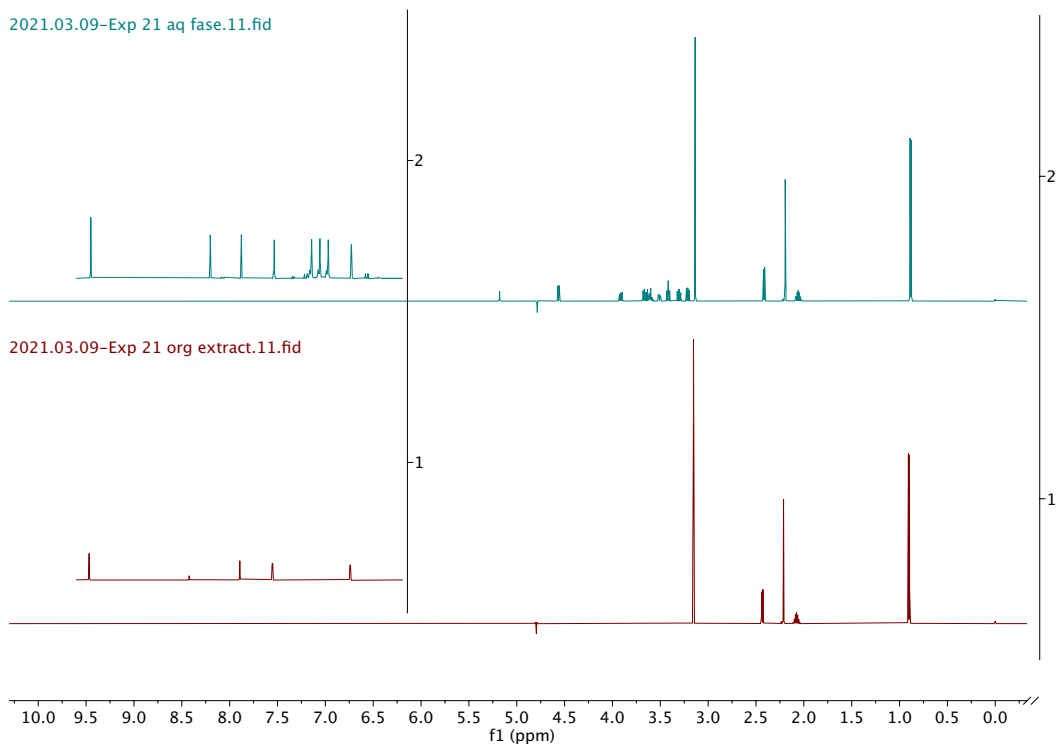 2021.03.09-Exp 21 aq fase.11.fid
2
2
2021.03.09-Exp 21 org extract.11.fid
1
1
10.0 9.5 9.0 8.5 8.0 7.5 7.0 6.5 6.0 5.5 5.0 4.5 4.0 3.5 3.0 2.5 2.0 1.5 1.0 0.5 0.0
f1 (ppm)